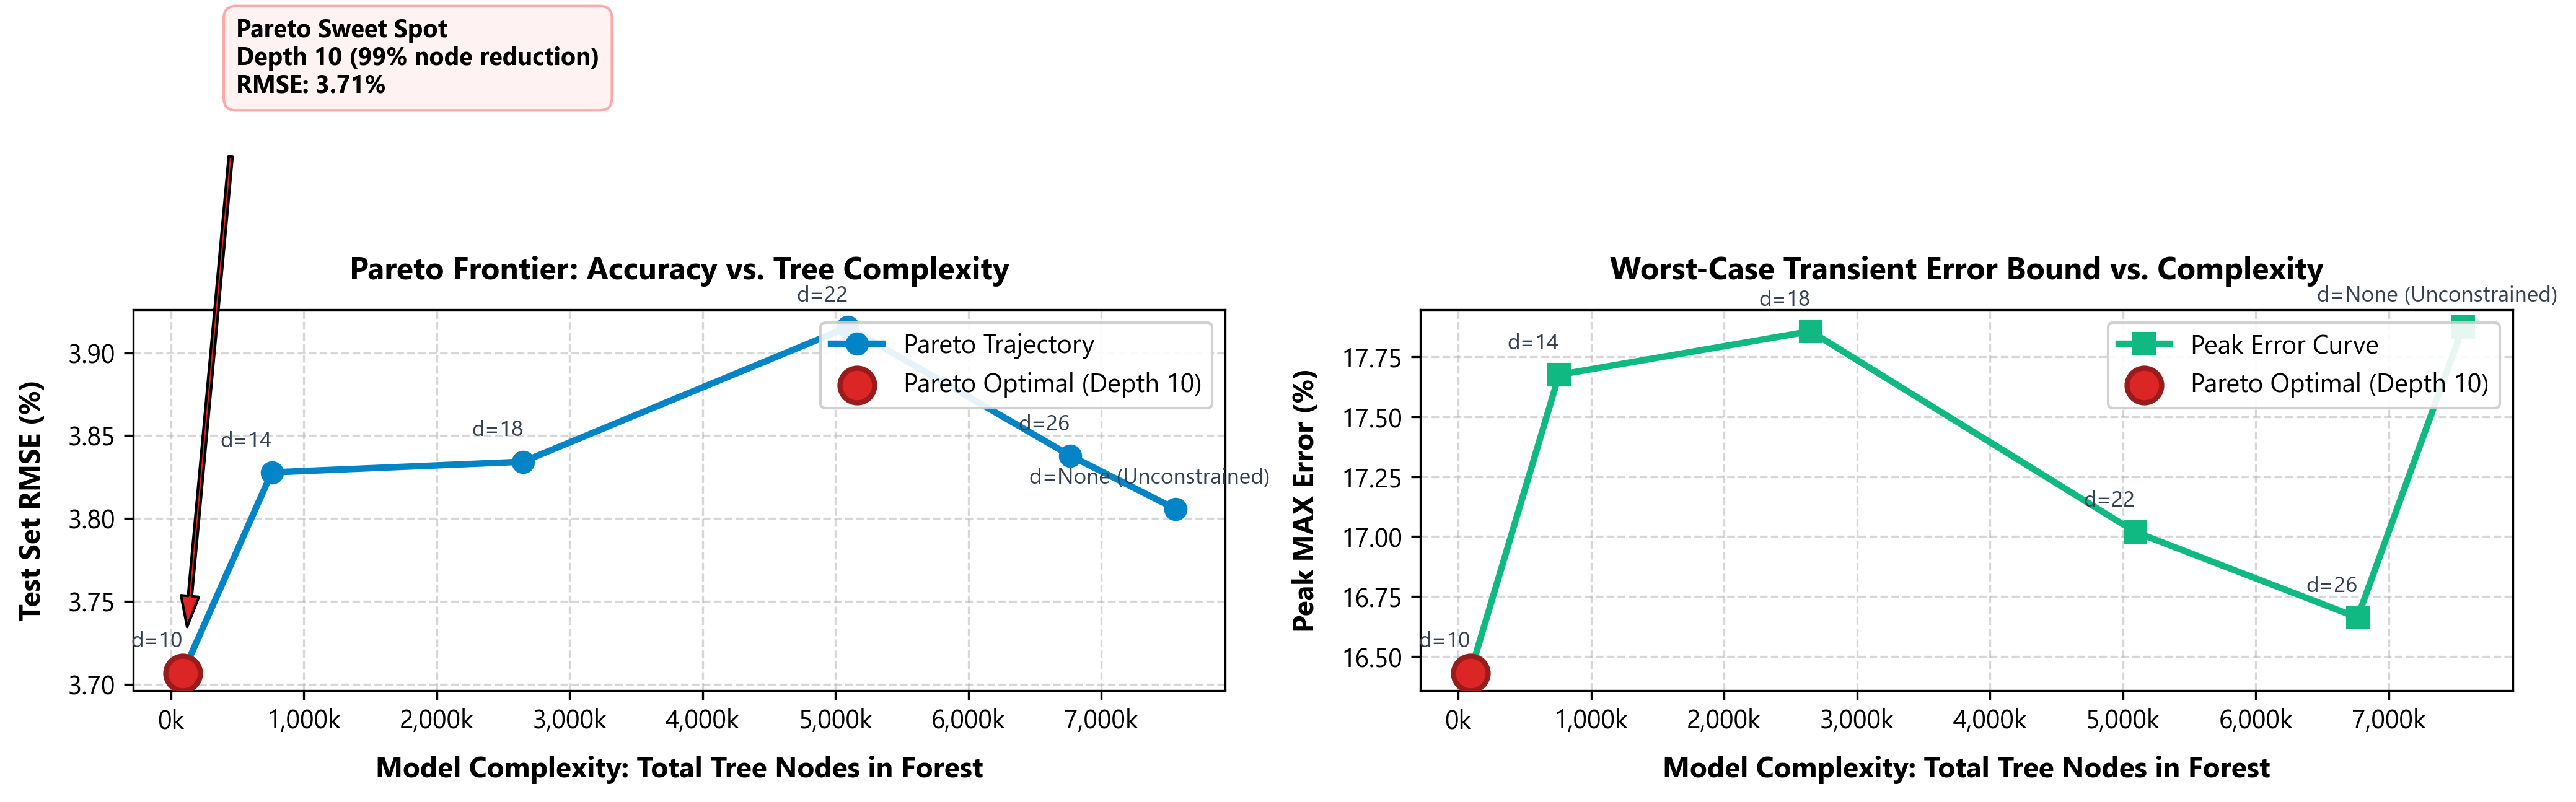 Pareto Sweet Spot
Depth 10 (99% node reduction)
RMSE: 3.71%
Pareto Frontier: Accuracy vs. Tree Complexity
Test Set RMSE (%)
3.90
3.85
3.80
3.75
3.70
d=10
d=14
d=18
d=22
d=26
d=None (Unconstrained)
Pareto Trajectory
Pareto Optimal (Depth 10)
0k
1,000k
2,000k
3,000k
4,000k
5,000k
6,000k
7,000k
Model Complexity: Total Tree Nodes in Forest
Worst-Case Transient Error Bound vs. Complexity
Peak MAX Error (%)
17.75
17.50
17.25
17.00
16.75
16.50
d=10
d=14
d=18
d=22
d=26
d=None (Unconstrained)
Peak Error Curve
Pareto Optimal (Depth 10)
0k
1,000k
2,000k
3,000k
4,000k
5,000k
6,000k
7,000k
Model Complexity: Total Tree Nodes in Forest